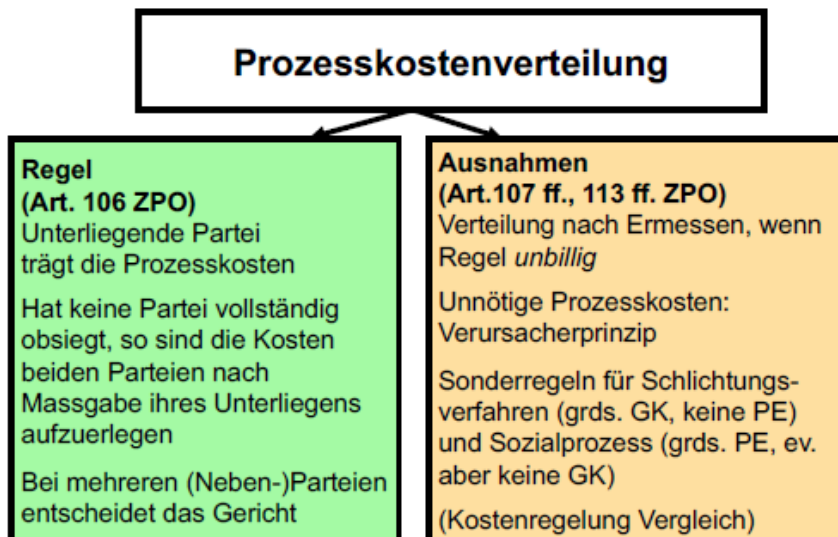 Prozesskostenverteilung
Regel
(Art. 106 ZPO)
Unterliegende Partei
trägt die Prozesskosten
Hat keine Partei vollständig
obsiegt, so sind die Kosten
beiden Parteien nach
Massgabe ihres Unterliegens
aufzuerlegen
Bei mehreren (Neben-)Parteien
entscheidet das Gericht
Ausnahmen
(Art.107 ff., 113 ff. ZPO)
Verteilung nach Ermessen, wenn
Regel unbillig
Unnötige Prozesskosten:
Verursacherprinzip
Sonderregeln für Schlichtungs-
verfahren (grds. GK, keine PE)
und Sozialprozess (grds. PE, ev.
aber keine GK)
(Kostenregelung Vergleich)